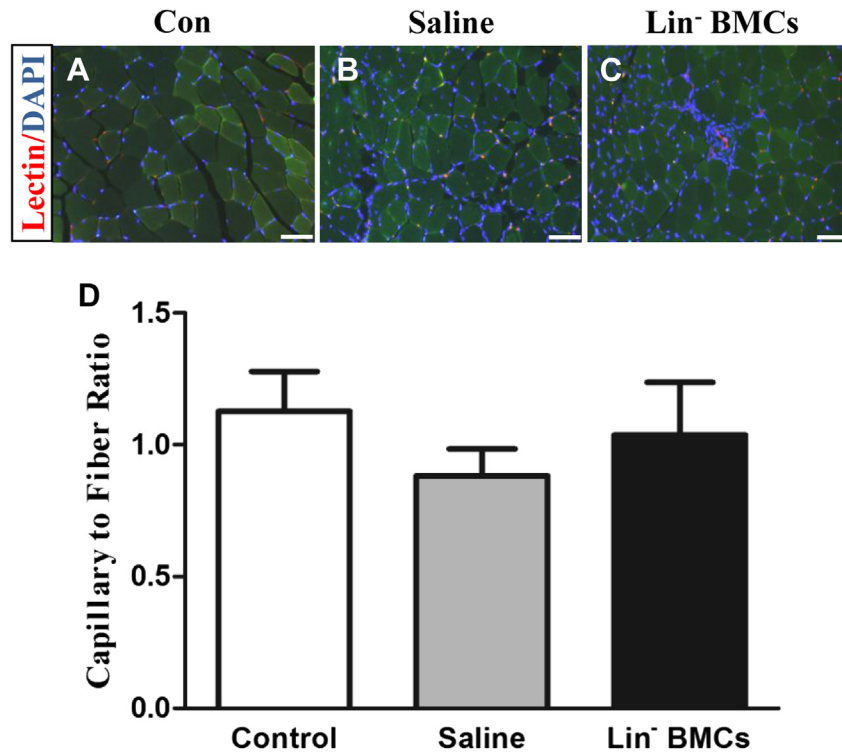 Con
Saline
Lin⁻ BMCs
Lectin/DAPI
A
B
C
D
Capillary to Fiber Ratio
1.5
1.0
0.5
0.0
Control
Saline
Lin⁻ BMCs